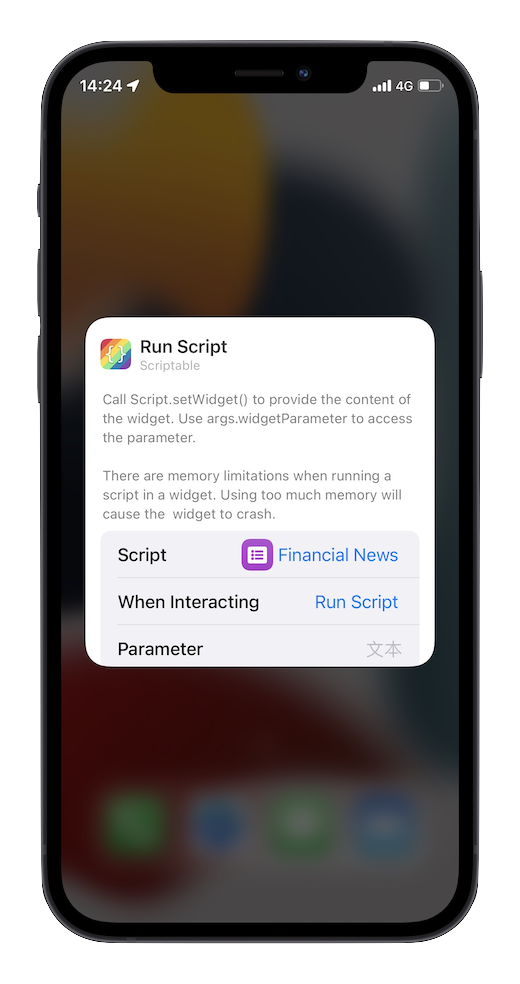 14:24
4G
Run Script
Scriptable
Call Script.setWidget() to provide the content of
the widget. Use args.widgetParameter to access
the parameter.
There are memory limitations when running a
script in a widget. Using too much memory will
cause the  widget to crash.
Script Financial News
When Interacting Run Script
Parameter 文本